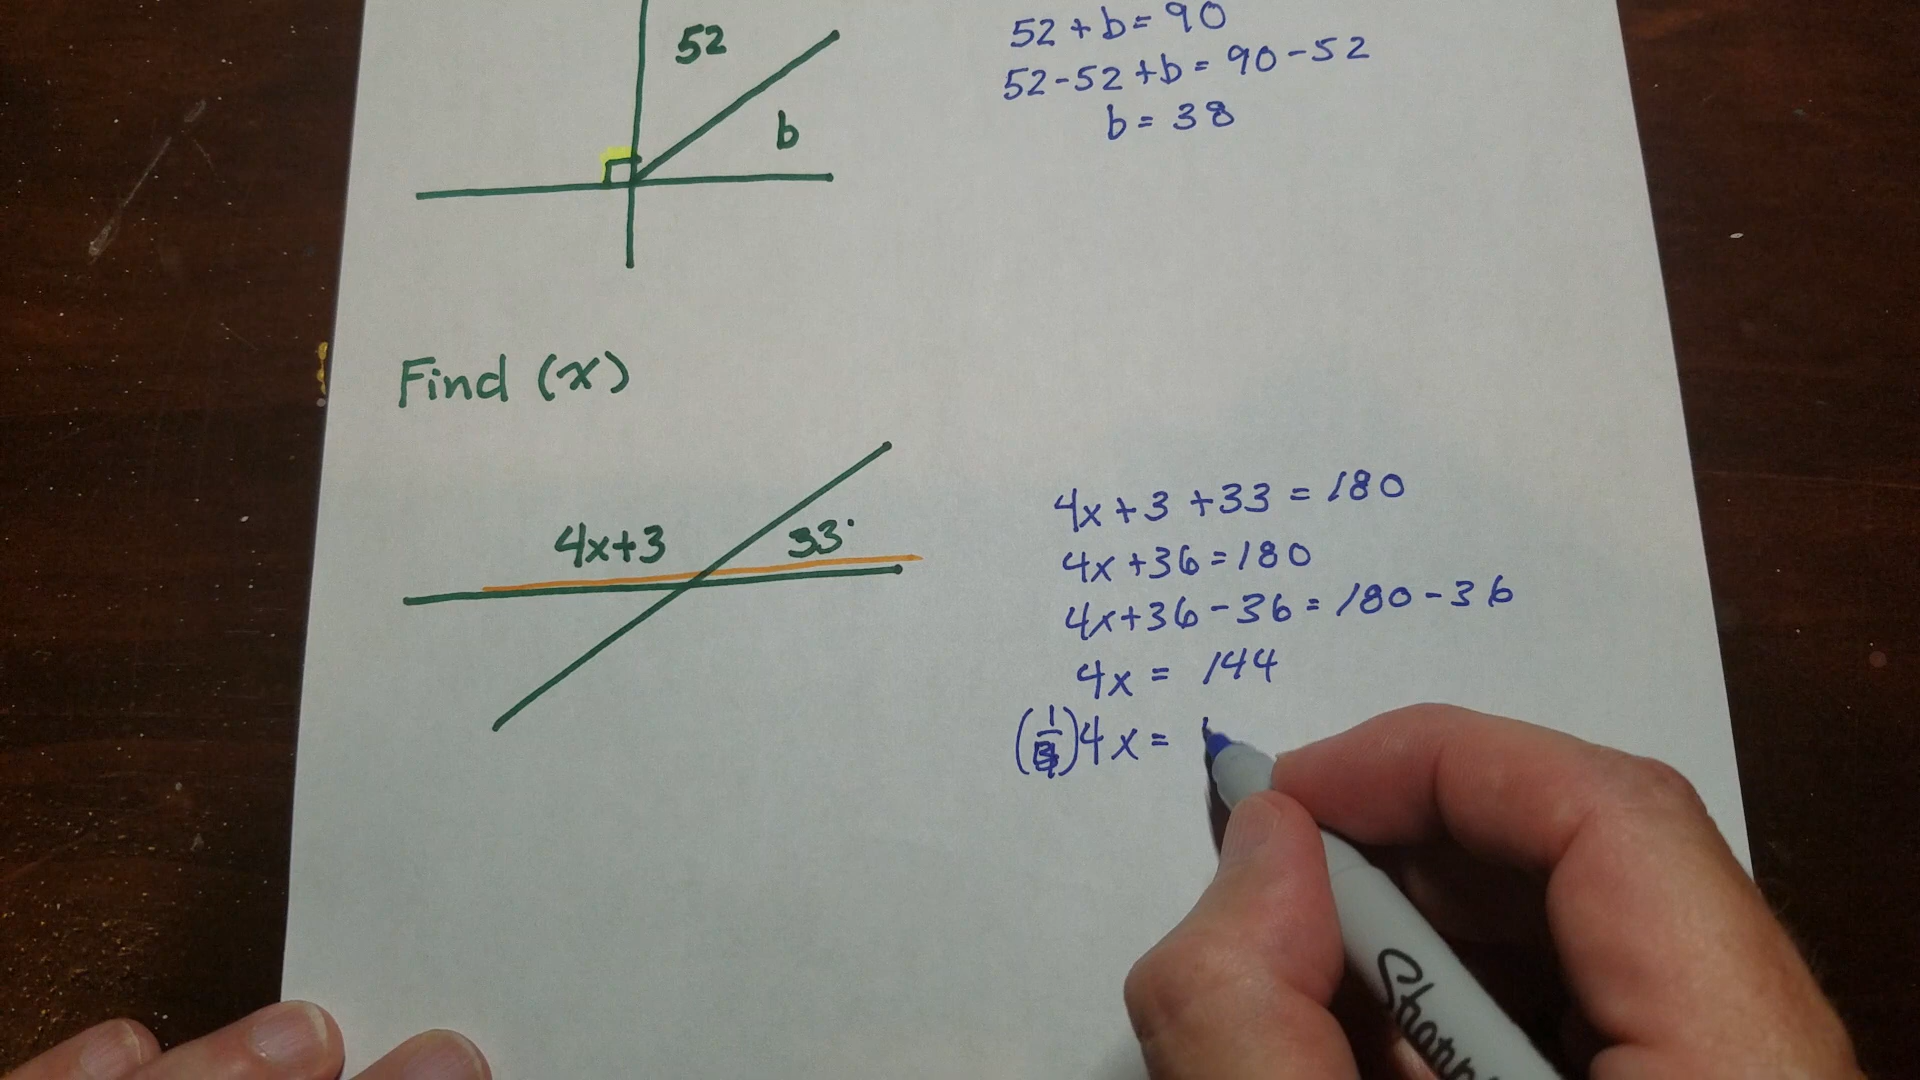 52
b
52 + b = 90
52 - 52 + b = 90 - 52
b = 38
Find (x)
4x+3
33°
4x + 3 + 33 = 180
4x + 36 = 180
4x + 36 - 36 = 180 - 36
4x = 144
(1/4) 4x =